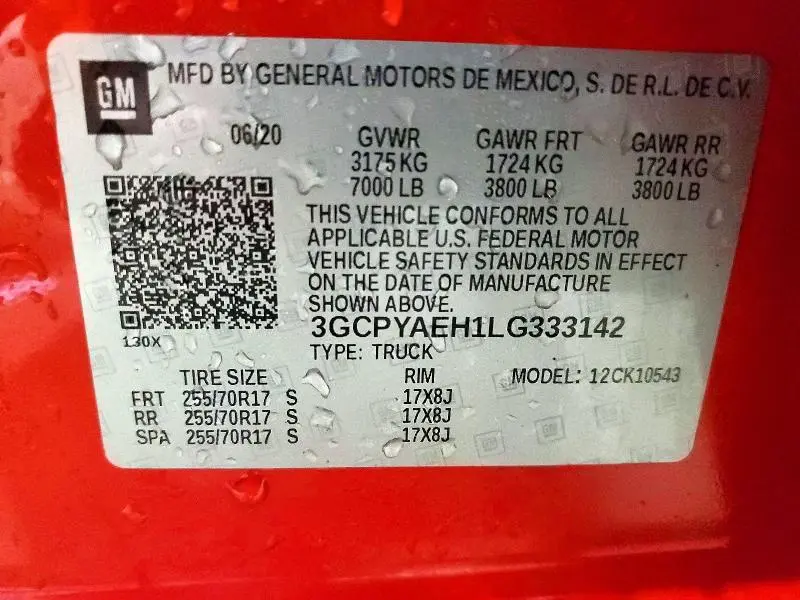 GM
MFD BY GENERAL MOTORS DE MEXICO, S. DE R.L. DE C.V.
06/20 GVWR GAWR FRT GAWR RR
3175 KG 1724 KG 1724 KG
7000 LB 3800 LB 3800 LB
THIS VEHICLE CONFORMS TO ALL
APPLICABLE U.S. FEDERAL MOTOR
VEHICLE SAFETY STANDARDS IN EFFECT
ON THE DATE OF MANUFACTURE
SHOWN ABOVE.
130X 3GCPYAEH1LG333142
TYPE: TRUCK
TIRE SIZE RIM MODEL: 12CK10543
FRT 255/70R17 S 17X8J
RR 255/70R17 S 17X8J
SPA 255/70R17 S 17X8J